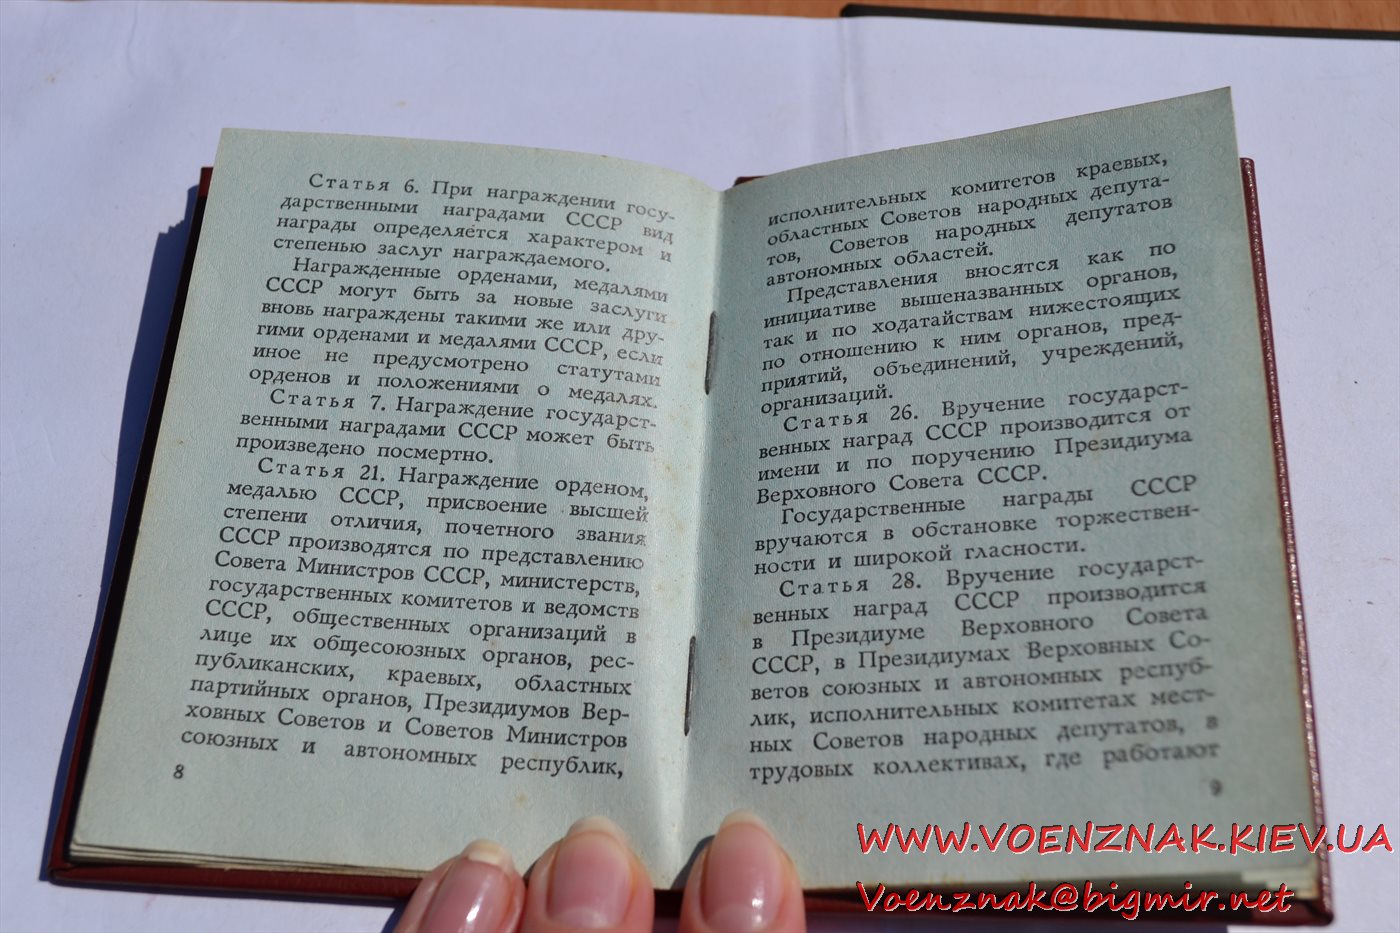 Статья 6. При награждении госу-
дарственными наградами СССР вид
награды определяется характером и
степенью заслуг награждаемого.
Награжденные орденами, медалями
СССР могут быть за новые заслуги
вновь награждены такими же или дру-
гими орденами и медалями СССР, если
иное не предусмотрено статутами
орденов и положениями о медалях.
Статья 7. Награждение государст-
венными наградами СССР может быть
произведено посмертно.
Статья 21. Награждение орденом,
медалью СССР, присвоение высшей
степени отличия, почетного звания
СССР производятся по представлению
Совета Министров СССР, министерств,
государственных комитетов и ведомств
СССР, общественных организаций в
лице их общесоюзных органов, рес-
публиканских, краевых, областных
партийных органов, Президиумов Вер-
ховных Советов и Советов Министров
союзных и автономных республик,
8
исполнительных комитетов краевых,
областных Советов народных депута-
тов, Советов народных депутатов
автономных областей.
Представления вносятся как по
инициативе вышеназванных органов,
так и по ходатайствам нижестоящих
по отношению к ним органов, пред-
приятий, объединений, учреждений,
организаций.
Статья 26. Вручение государст-
венных наград СССР производится от
имени и по поручению Президиума
Верховного Совета СССР.
Государственные награды СССР
вручаются в обстановке торжествен-
ности и широкой гласности.
Статья 28. Вручение государст-
венных наград СССР производится
в Президиуме Верховного Совета
СССР, в Президиумах Верховных Со-
ветов союзных и автономных респуб-
лик, исполнительных комитетах мест-
ных Советов народных депутатов, в
трудовых коллективах, где работают
9
WWW.VOENZNAK.KIEV.UA
Voenznak@bigmir.net